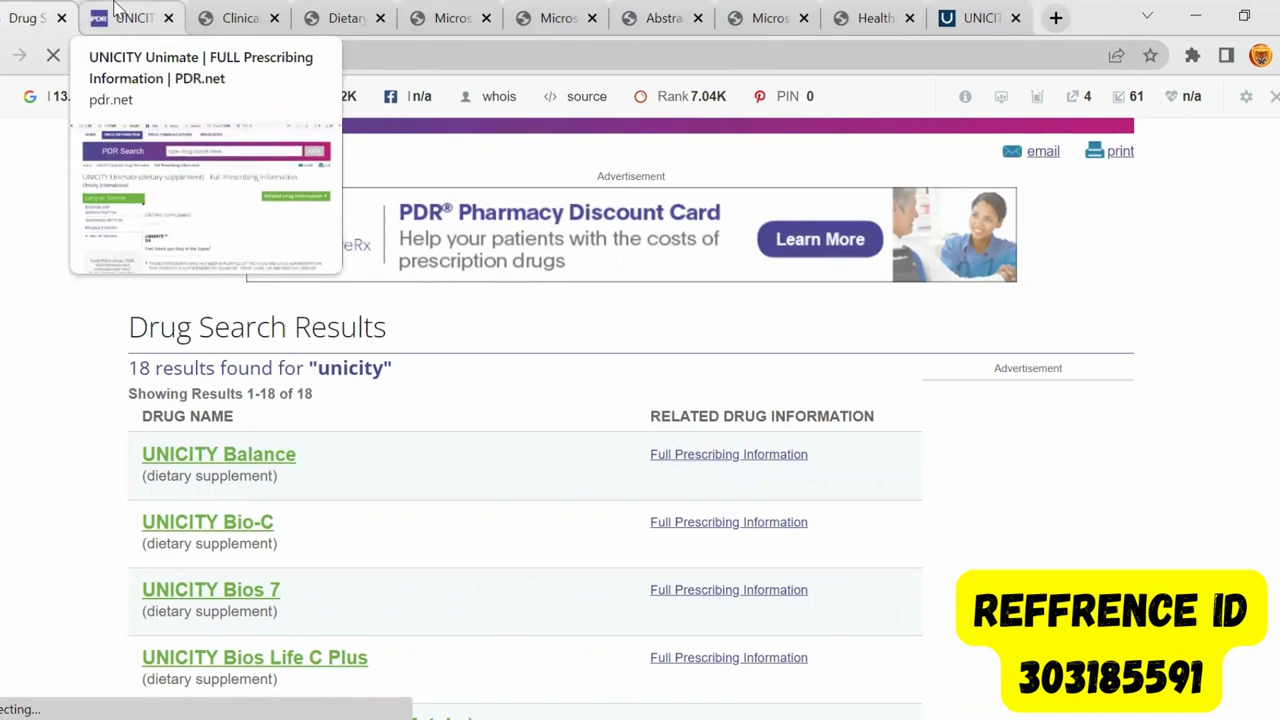 Drug S
UNICIT
Clinica
Dietary
Micros
Micros
Abstra
Micros
Health
UNICIT
UNICITY Unimate | FULL Prescribing
Information | PDR.net
pdr.net
I13.
2K
I n/a
whois
source
Rank 7.04K
PIN 0
4
61
n/a
PDR Search
email
print
Advertisement
PDR® Pharmacy Discount Card
Help your patients with the costs of
prescription drugs
Learn More
Drug Search Results
18 results found for "unicity"
Showing Results 1-18 of 18
Advertisement
DRUG NAME
RELATED DRUG INFORMATION
UNICITY Balance
Full Prescribing Information
(dietary supplement)
UNICITY Bio-C
Full Prescribing Information
(dietary supplement)
UNICITY Bios 7
Full Prescribing Information
(dietary supplement)
UNICITY Bios Life C Plus
Full Prescribing Information
(dietary supplement)
REFFRENCE ID
303185591
ecting...